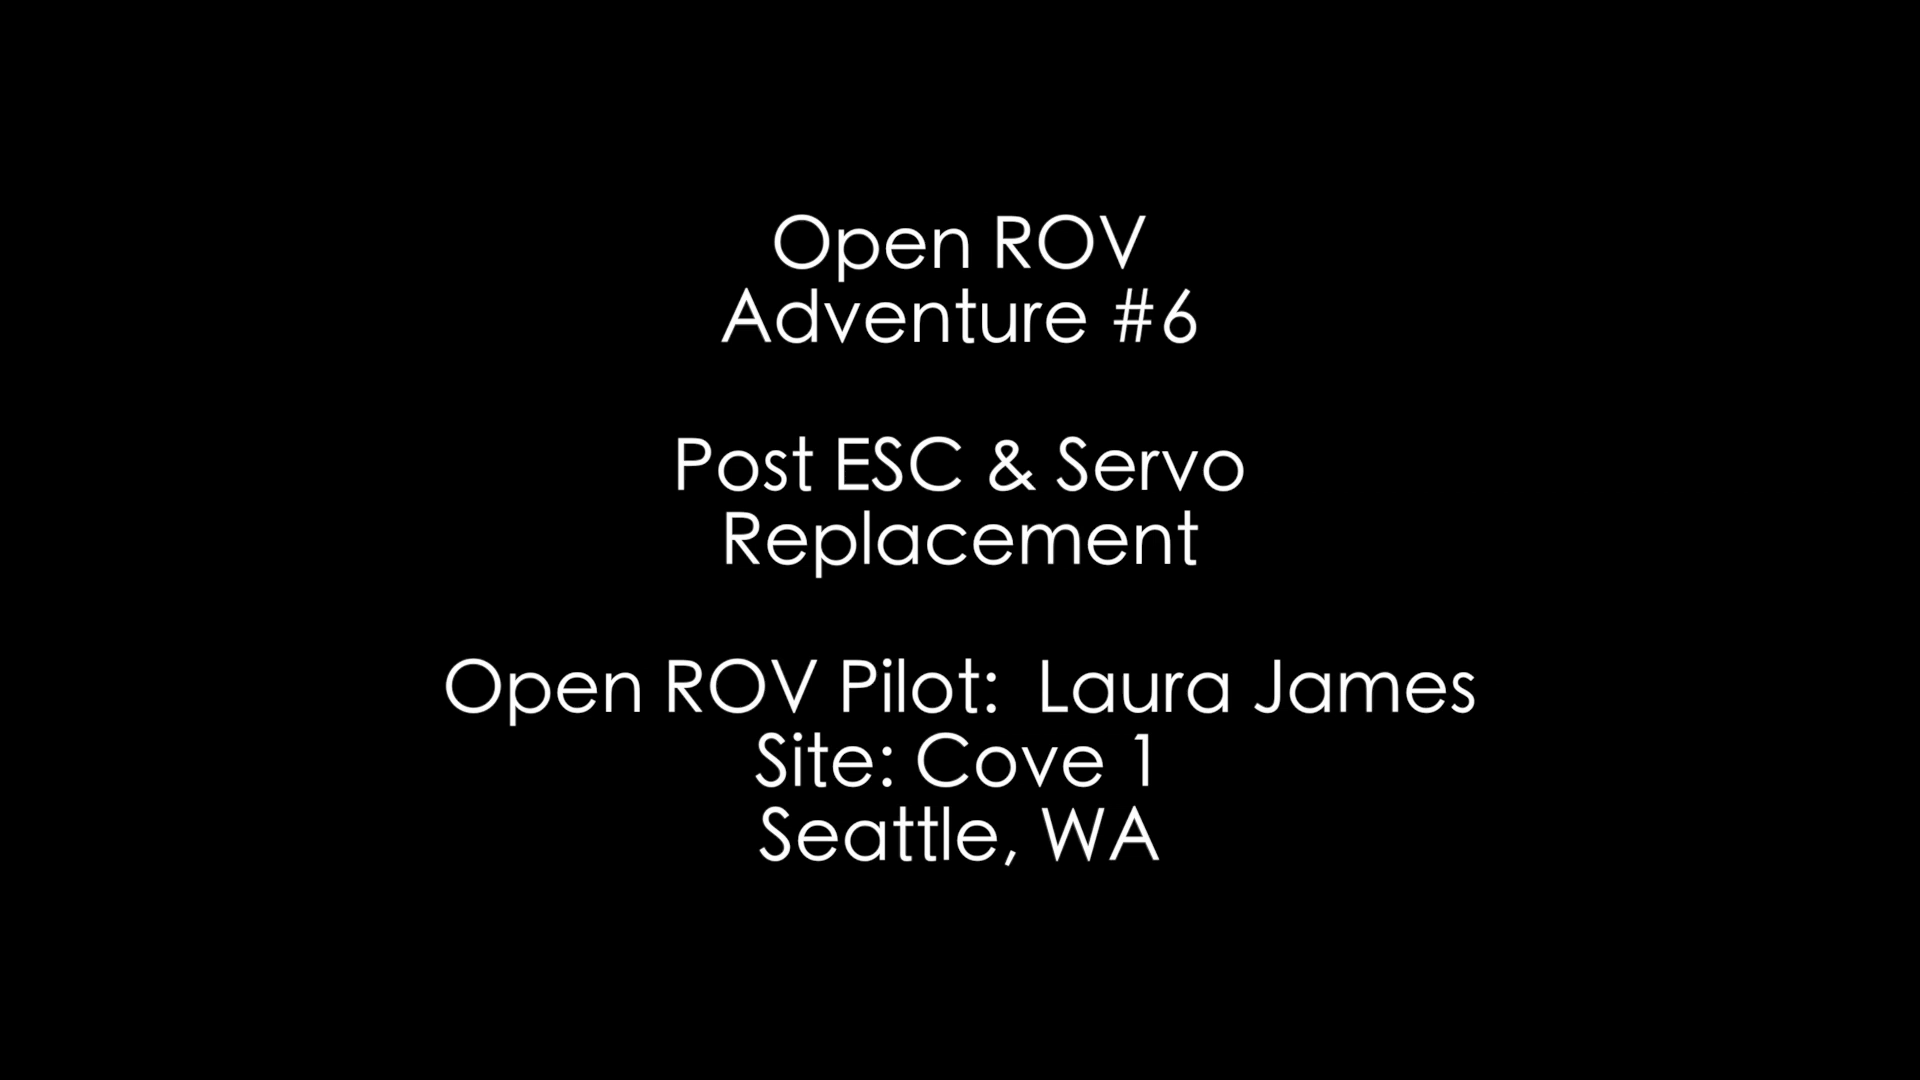 Open ROV
Adventure #6
Post ESC & Servo
Replacement
Open ROV Pilot:  Laura James
Site: Cove 1
Seattle, WA